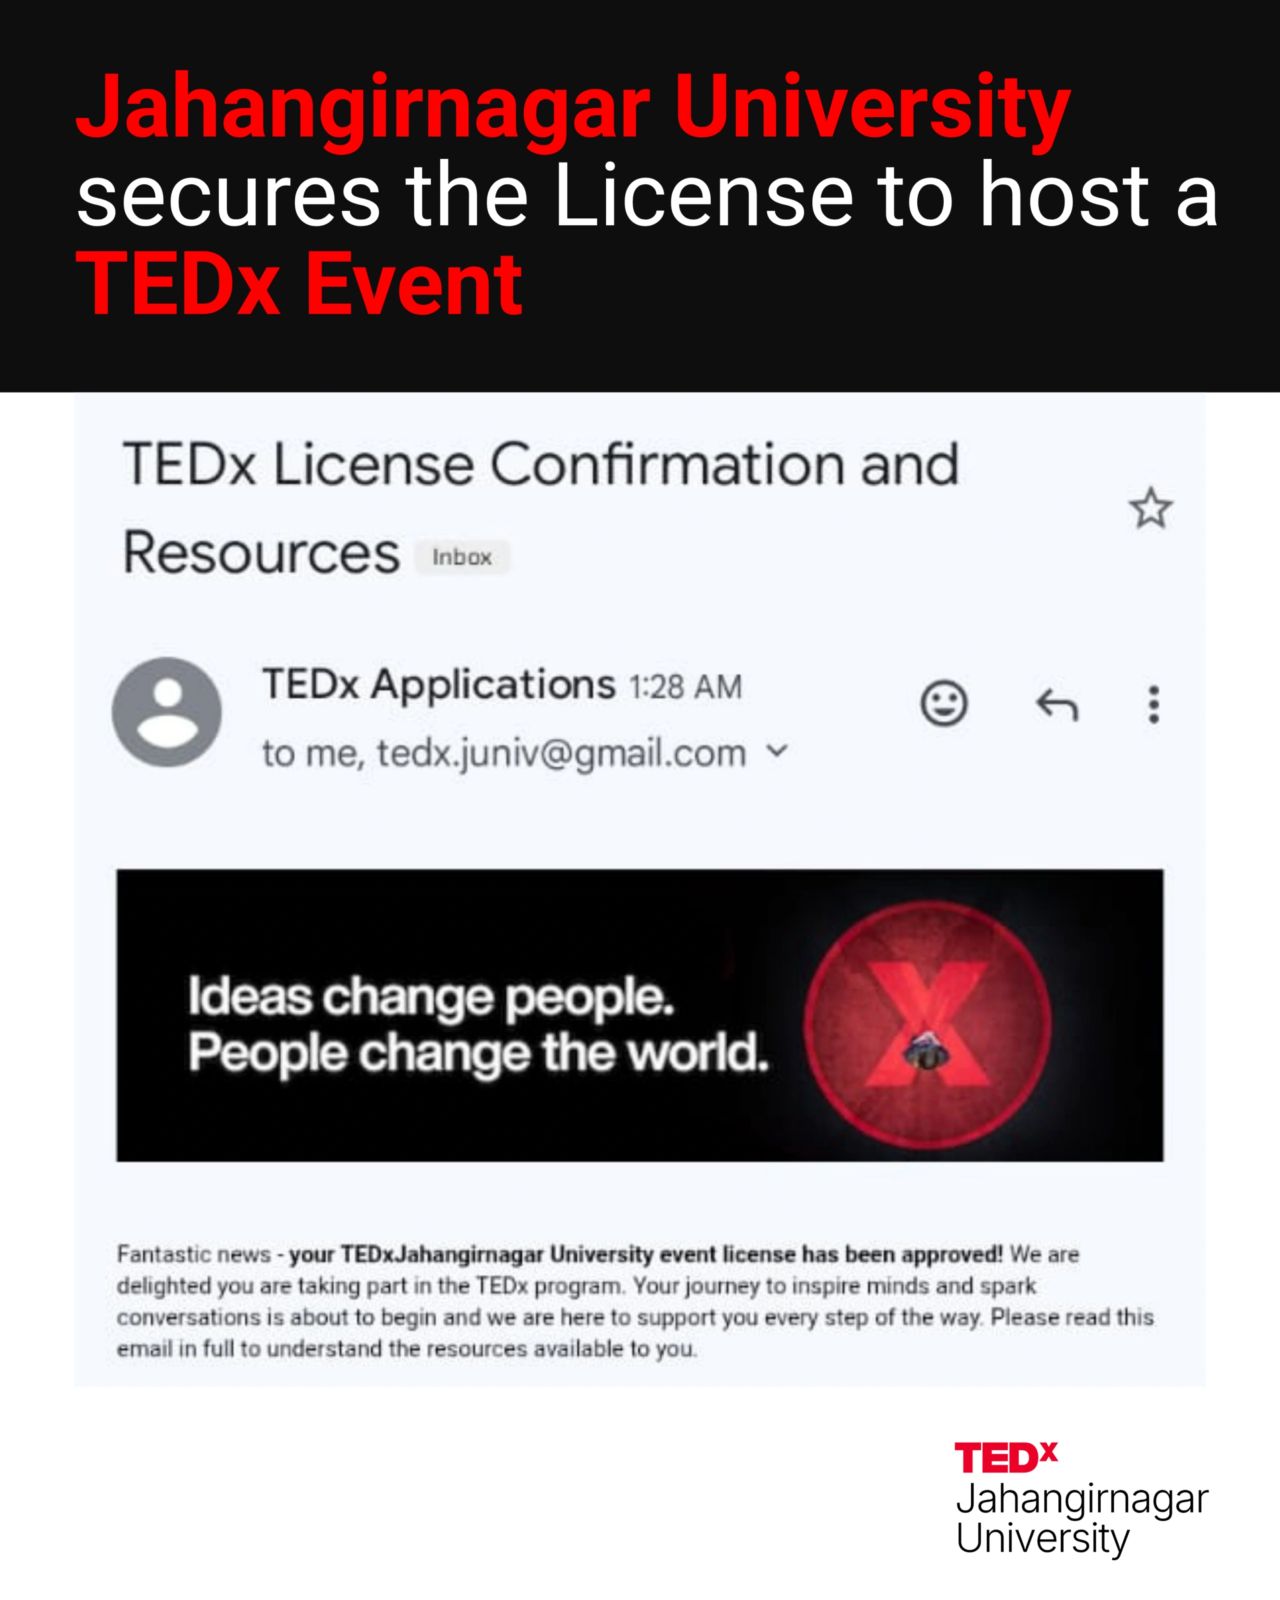 Jahangirnagar University
secures the License to host a
TEDx Event
TEDx License Confirmation and
Resources Inbox
TEDx Applications 1:28 AM
to me, tedx.juniv@gmail.com
Ideas change people.
People change the world.
X
Fantastic news - your TEDxJahangirnagar University event license has been approved! We are
delighted you are taking part in the TEDx program. Your journey to inspire minds and spark
conversations is about to begin and we are here to support you every step of the way. Please read this
email in full to understand the resources available to you.
TEDx
Jahangirnagar
University